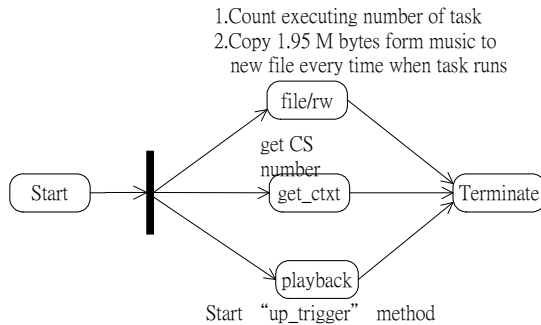 1.Count executing number of task
2.Copy 1.95 M bytes form music to
new file every time when task runs
file/rw
get CS
number
Start
get_ctxt
Terminate
playback
Start “up_trigger” method